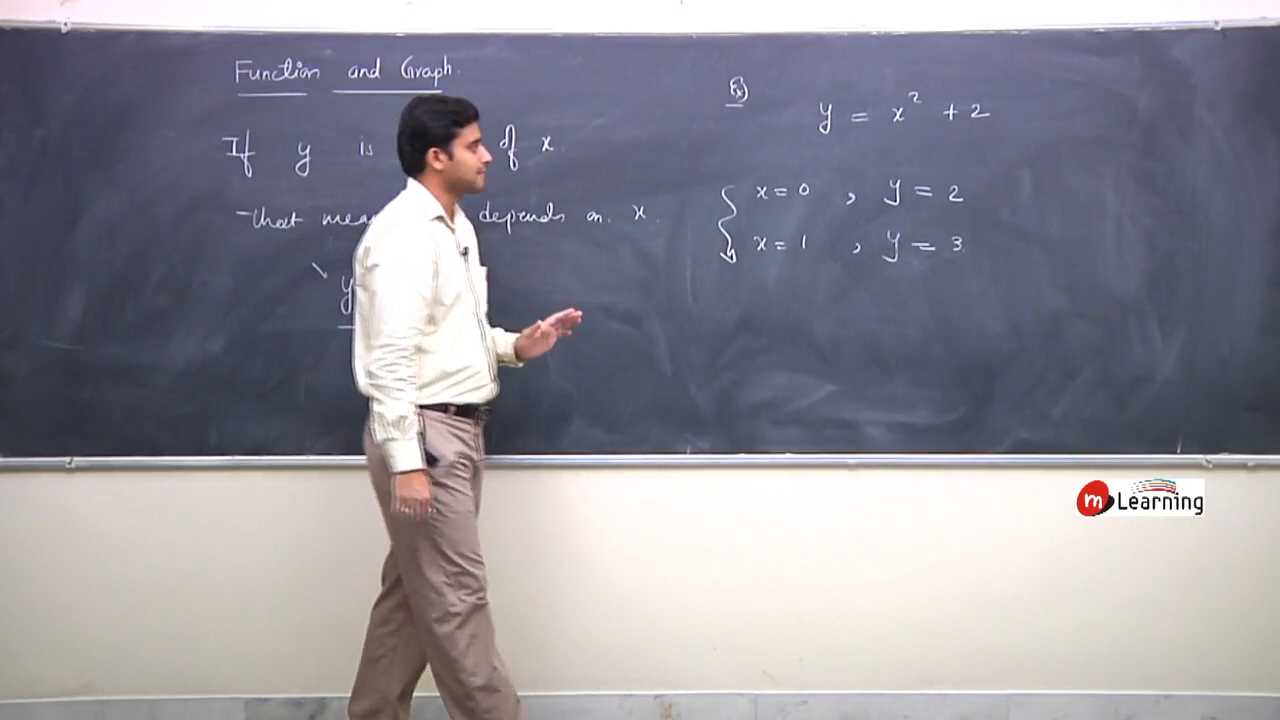 Function and Graph.
If y is of x.
That mea depends on x.
y
Ex)
y = x² + 2
x = 0 , y = 2
x = 1 , y = 3
m Learning